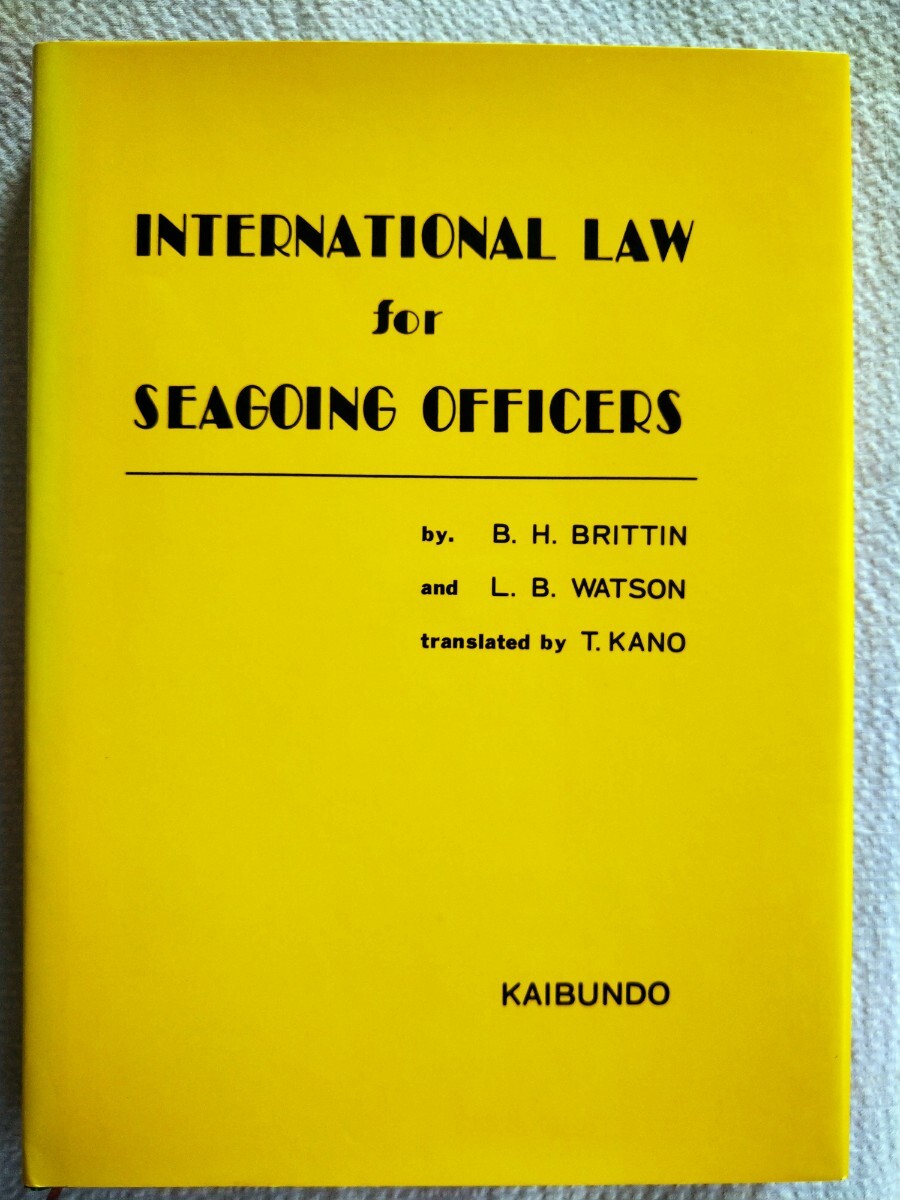 INTERNATIONAL LAW
for
SEAGOING OFFICERS
by. B. H. BRITTIN
and L. B. WATSON
translated by T. KANO
KAIBUNDO